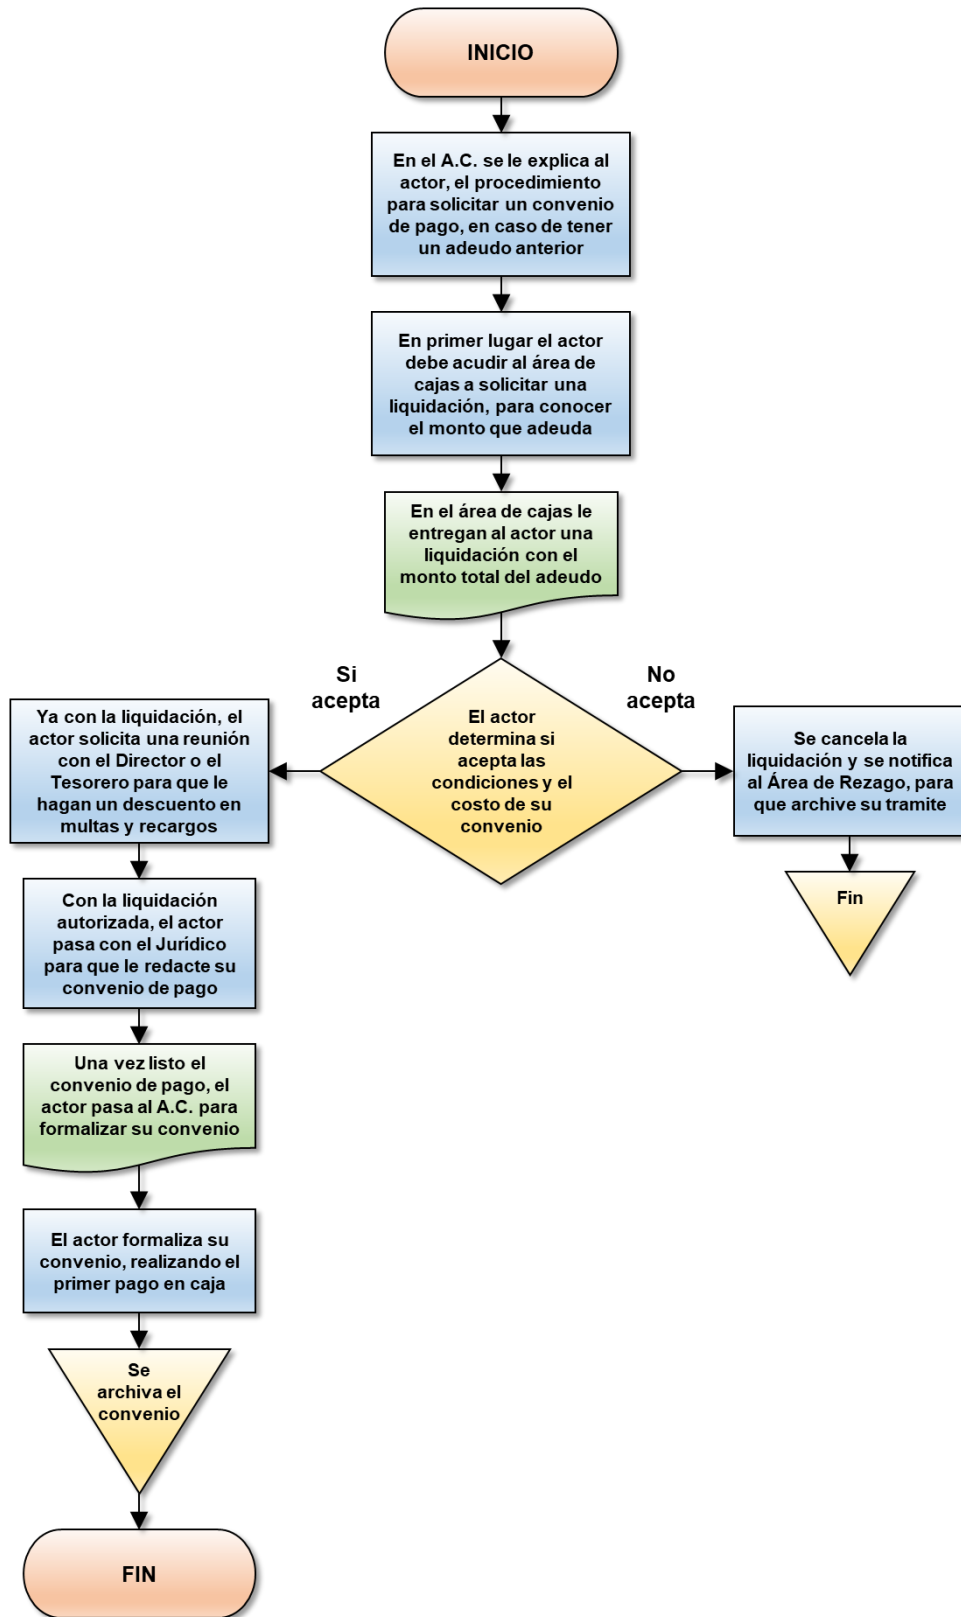 INICIO
En el A.C. se le explica al
actor, el procedimiento
para solicitar un convenio
de pago, en caso de tener
un adeudo anterior
En primer lugar el actor
debe acudir al área de
cajas a solicitar una
liquidación, para conocer
el monto que adeuda
En el área de cajas le
entregan al actor una
liquidación con el
monto total del adeudo
Si
acepta
No
acepta
El actor
determina si
acepta las
condiciones y el
costo de su
convenio
Ya con la liquidación, el
actor solicita una reunión
con el Director o el
Tesorero para que le
hagan un descuento en
multas y recargos
Se cancela la
liquidación y se notifica
al Área de Rezago, para
que archive su tramite
Fin
Con la liquidación
autorizada, el actor
pasa con el Jurídico
para que le redacte su
convenio de pago
Una vez listo el
convenio de pago, el
actor pasa al A.C. para
formalizar su convenio
El actor formaliza su
convenio, realizando el
primer pago en caja
Se
archiva el
convenio
FIN